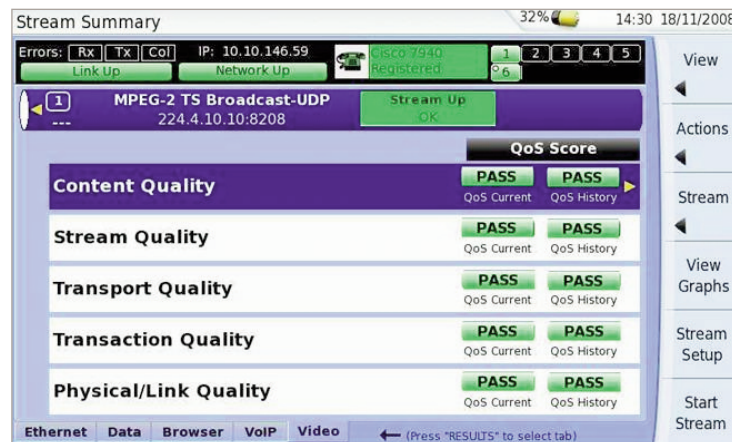 Stream Summary
32%
14:30 18/11/2008
Errors: Rx Tx Col IP: 10.10.146.59
Link Up
Network Up
Cisco 7940
Registered
1 2 3 4 5
6
1
---
MPEG-2 TS Broadcast-UDP
224.4.10.10:8208
Stream Up
OK
QoS Score
Content Quality
PASS PASS
QoS Current QoS History
Stream Quality
PASS PASS
QoS Current QoS History
Transport Quality
PASS PASS
QoS Current QoS History
Transaction Quality
PASS PASS
QoS Current QoS History
Physical/Link Quality
PASS PASS
QoS Current QoS History
Ethernet Data Browser VoIP Video
(Press "RESULTS" to select tab)
View
Actions
Stream
View
Graphs
Stream
Setup
Start
Stream